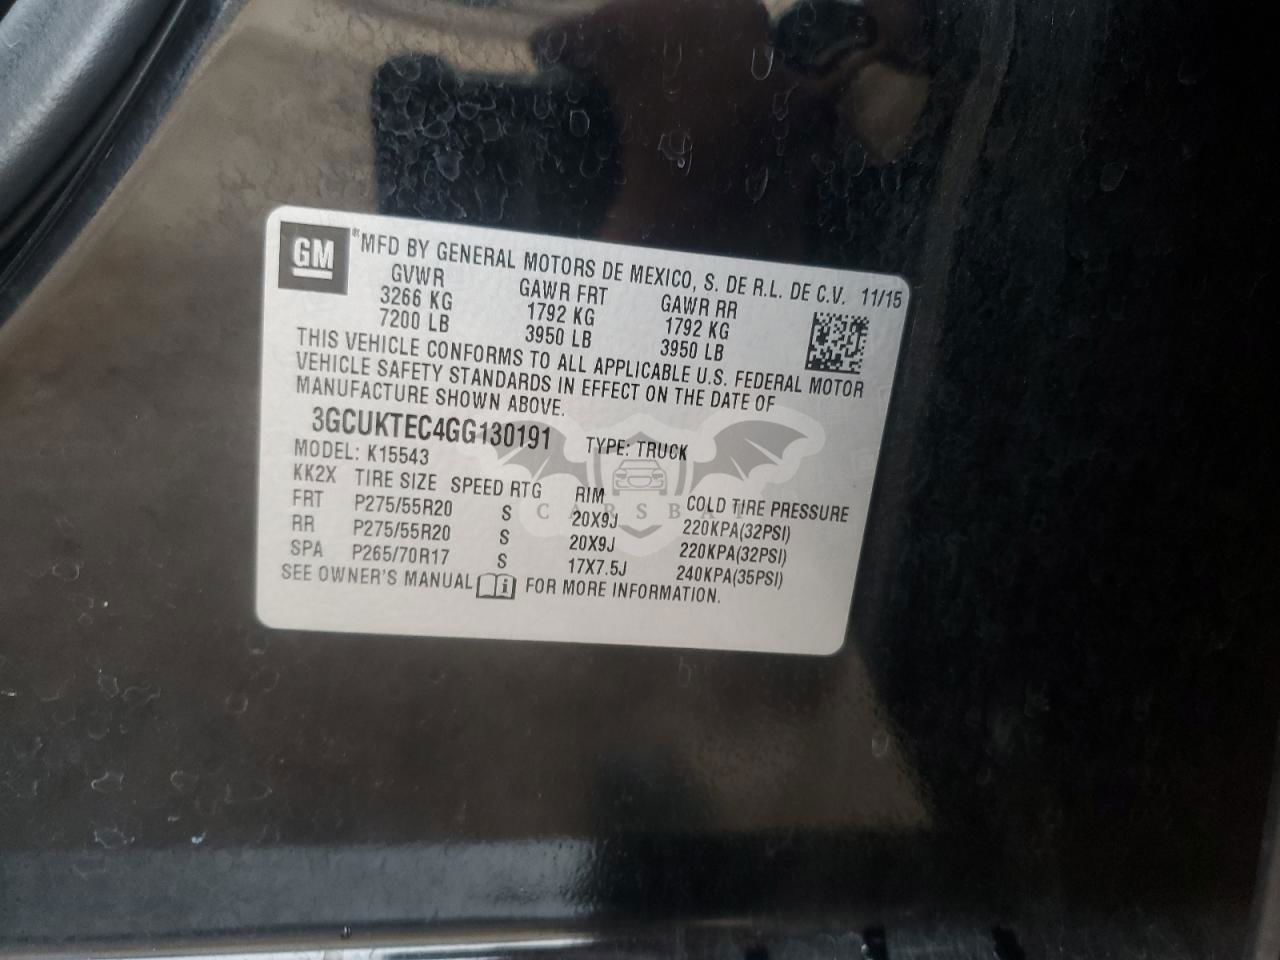 GM ® MFD BY GENERAL MOTORS DE MEXICO, S. DE R.L. DE C.V. 11/15
GVWR GAWR FRT GAWR RR
3266 KG 1792 KG 1792 KG
7200 LB 3950 LB 3950 LB
THIS VEHICLE CONFORMS TO ALL APPLICABLE U.S. FEDERAL MOTOR
VEHICLE SAFETY STANDARDS IN EFFECT ON THE DATE OF
MANUFACTURE SHOWN ABOVE.
3GCUKTEC4GG130191 TYPE: TRUCK
MODEL: K15543
KK2X TIRE SIZE SPEED RTG RIM COLD TIRE PRESSURE
FRT P275/55R20 S 20X9J 220KPA(32PSI)
RR P275/55R20 S 20X9J 220KPA(32PSI)
SPA P265/70R17 S 17X7.5J 240KPA(35PSI)
SEE OWNER'S MANUAL FOR MORE INFORMATION.
CARSBAT